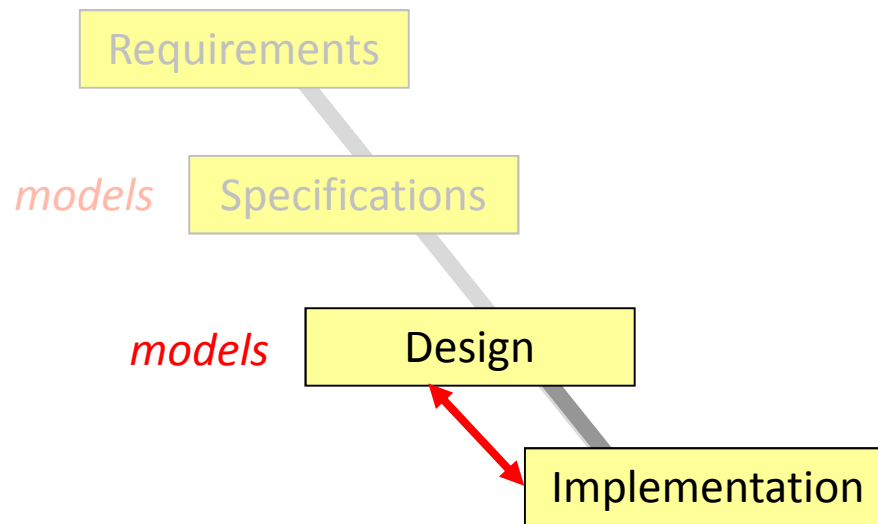 Requirements
models
Specifications
models
Design
Implementation